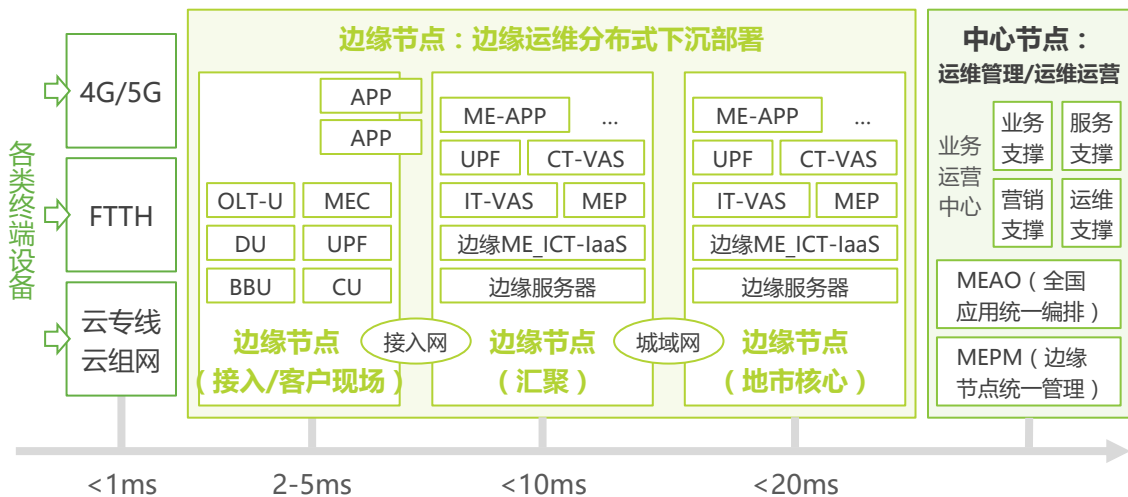 各类终端设备
4G/5G
FTTH
云专线
云组网
边缘节点：边缘运维分布式下沉部署
APP
APP
OLT-U
MEC
DU
UPF
BBU
CU
边缘节点
（接入/客户现场）
接入网
ME-APP
...
UPF
CT-VAS
IT-VAS
MEP
边缘ME_ICT-IaaS
边缘服务器
边缘节点
（汇聚）
城域网
ME-APP
...
UPF
CT-VAS
IT-VAS
MEP
边缘ME_ICT-IaaS
边缘服务器
边缘节点
（地市核心）
中心节点：
运维管理/运维运营
业务
运营
中心
业务
支撑
服务
支撑
营销
支撑
运维
支撑
MEAO（全国
应用统一编排）
MEPM（边缘
节点统一管理）
<1ms
2-5ms
<10ms
<20ms